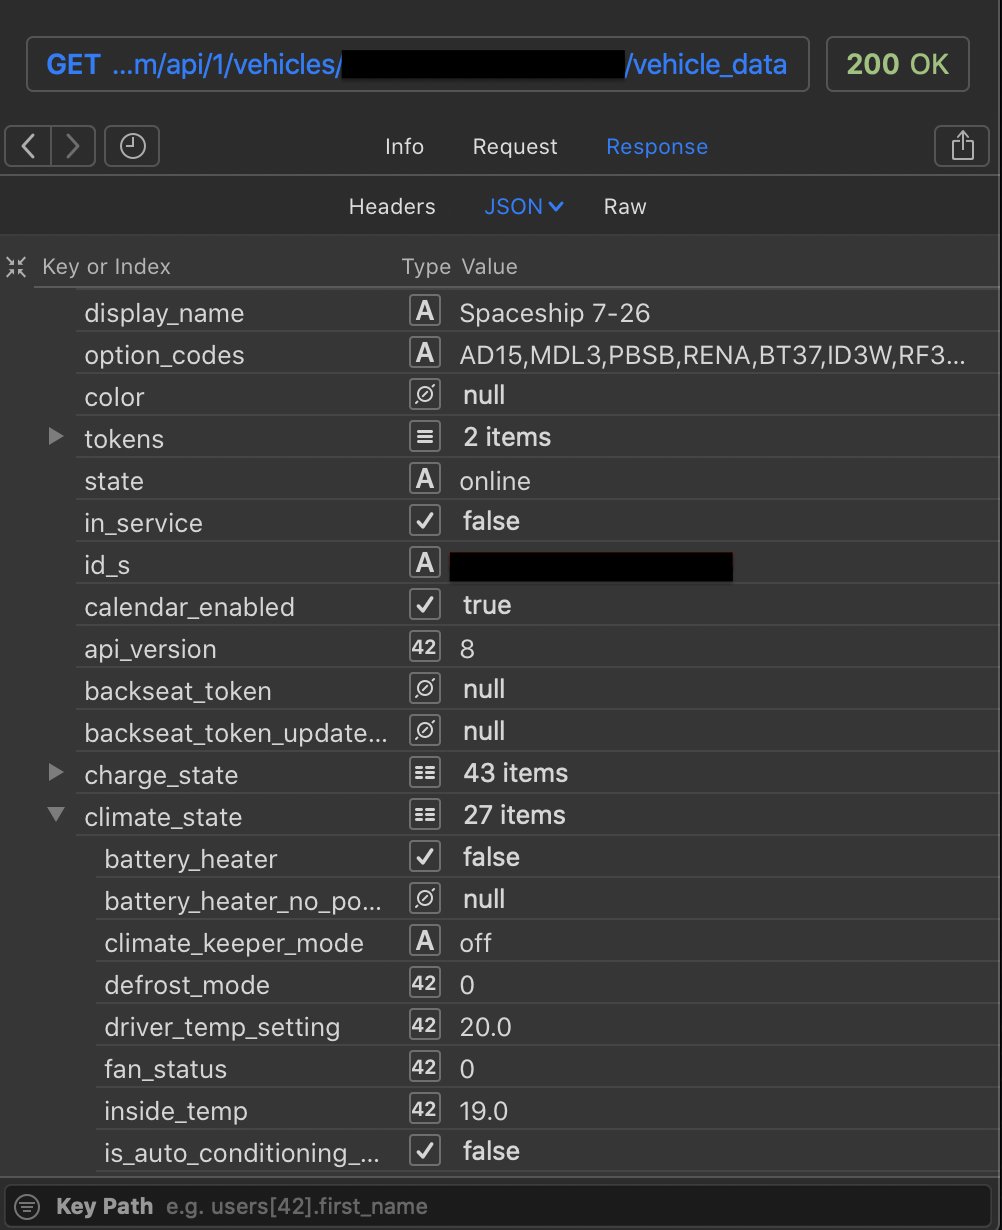 GET ...m/api/1/vehicles/ /vehicle_data 200 OK
Info Request Response
Headers JSON Raw
Key or Index Type Value
display_name A Spaceship 7-26
option_codes A AD15,MDL3,PBSB,RENA,BT37,ID3W,RF3...
color null
tokens 2 items
state A online
in_service false
id_s A
calendar_enabled true
api_version 42 8
backseat_token null
backseat_token_update... null
charge_state 43 items
climate_state 27 items
battery_heater false
battery_heater_no_po... null
climate_keeper_mode A off
defrost_mode 42 0
driver_temp_setting 42 20.0
fan_status 42 0
inside_temp 42 19.0
is_auto_conditioning_... false
Key Path e.g. users[42].first_name